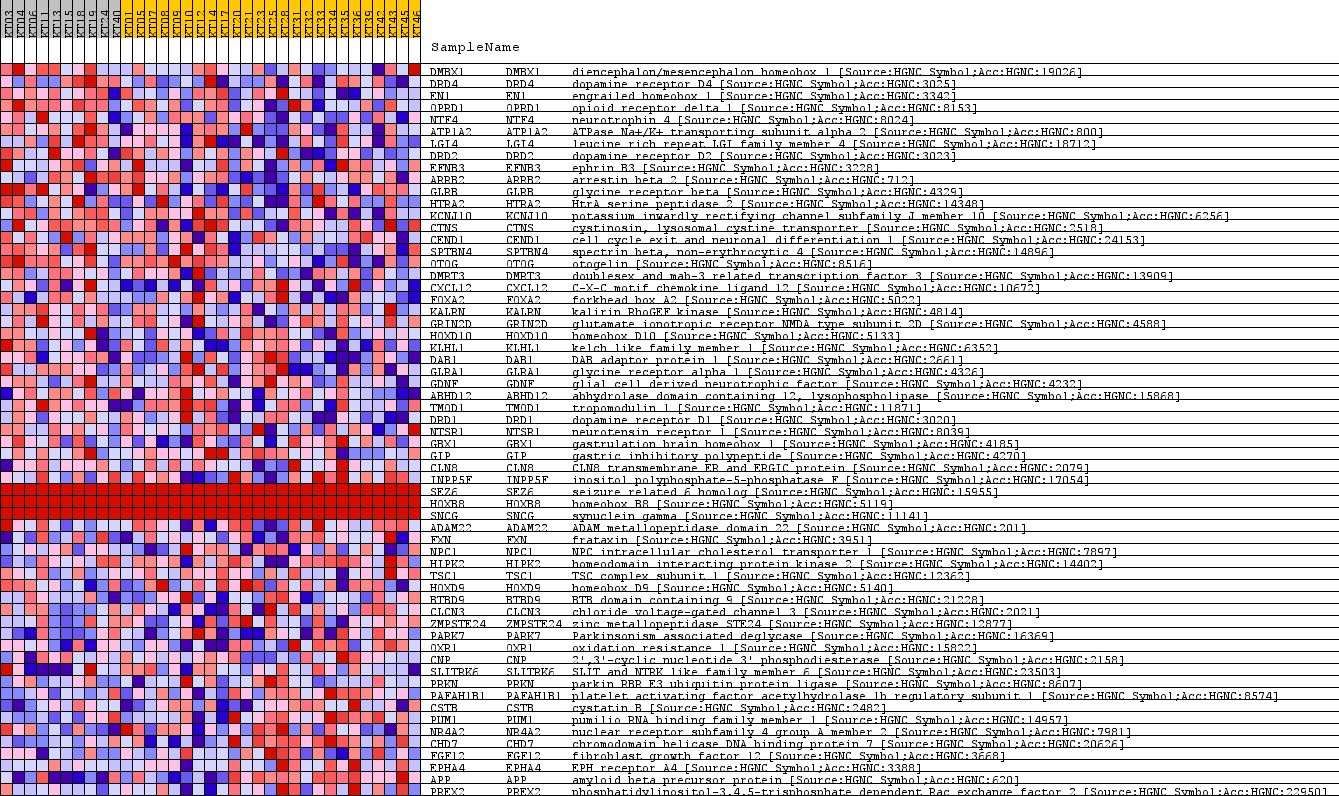 KT03 KT04 KT06 KT11 KT13 KT15 KT18 KT19 KT24 KT40 KT01 KT05 KT07 KT08 KT09 KT10 KT12 KT14 KT17 KT20 KT21 KT23 KT25 KT28 KT31 KT32 KT33 KT34 KT35 KT36 KT39 KT42 KT43 KT45 KT46
SampleName
DMBX1 DMBX1 diencephalon/mesencephalon homeobox 1 [Source:HGNC Symbol;Acc:HGNC:19026]
DRD4 DRD4 dopamine receptor D4 [Source:HGNC Symbol;Acc:HGNC:3025]
EN1 EN1 engrailed homeobox 1 [Source:HGNC Symbol;Acc:HGNC:3342]
OPRD1 OPRD1 opioid receptor delta 1 [Source:HGNC Symbol;Acc:HGNC:8153]
NTF4 NTF4 neurotrophin 4 [Source:HGNC Symbol;Acc:HGNC:8024]
ATP1A2 ATP1A2 ATPase Na+/K+ transporting subunit alpha 2 [Source:HGNC Symbol;Acc:HGNC:800]
LGI4 LGI4 leucine rich repeat LGI family member 4 [Source:HGNC Symbol;Acc:HGNC:18712]
DRD2 DRD2 dopamine receptor D2 [Source:HGNC Symbol;Acc:HGNC:3023]
EFNB3 EFNB3 ephrin B3 [Source:HGNC Symbol;Acc:HGNC:3228]
ARRB2 ARRB2 arrestin beta 2 [Source:HGNC Symbol;Acc:HGNC:712]
GLRB GLRB glycine receptor beta [Source:HGNC Symbol;Acc:HGNC:4329]
HTRA2 HTRA2 HtrA serine peptidase 2 [Source:HGNC Symbol;Acc:HGNC:14348]
KCNJ10 KCNJ10 potassium inwardly rectifying channel subfamily J member 10 [Source:HGNC Symbol;Acc:HGNC:6256]
CTNS CTNS cystinosin, lysosomal cystine transporter [Source:HGNC Symbol;Acc:HGNC:2518]
CEND1 CEND1 cell cycle exit and neuronal differentiation 1 [Source:HGNC Symbol;Acc:HGNC:24153]
SPTBN4 SPTBN4 spectrin beta, non-erythrocytic 4 [Source:HGNC Symbol;Acc:HGNC:14896]
OTOG OTOG otogelin [Source:HGNC Symbol;Acc:HGNC:8516]
DMRT3 DMRT3 doublesex and mab-3 related transcription factor 3 [Source:HGNC Symbol;Acc:HGNC:13909]
CXCL12 CXCL12 C-X-C motif chemokine ligand 12 [Source:HGNC Symbol;Acc:HGNC:10672]
FOXA2 FOXA2 forkhead box A2 [Source:HGNC Symbol;Acc:HGNC:5022]
KALRN KALRN kalirin RhoGEF kinase [Source:HGNC Symbol;Acc:HGNC:4814]
GRIN2D GRIN2D glutamate ionotropic receptor NMDA type subunit 2D [Source:HGNC Symbol;Acc:HGNC:4588]
HOXD10 HOXD10 homeobox D10 [Source:HGNC Symbol;Acc:HGNC:5133]
KLHL1 KLHL1 kelch like family member 1 [Source:HGNC Symbol;Acc:HGNC:6352]
DAB1 DAB1 DAB adaptor protein 1 [Source:HGNC Symbol;Acc:HGNC:2661]
GLRA1 GLRA1 glycine receptor alpha 1 [Source:HGNC Symbol;Acc:HGNC:4326]
GDNF GDNF glial cell derived neurotrophic factor [Source:HGNC Symbol;Acc:HGNC:4232]
ABHD12 ABHD12 abhydrolase domain containing 12, lysophospholipase [Source:HGNC Symbol;Acc:HGNC:15868]
TMOD1 TMOD1 tropomodulin 1 [Source:HGNC Symbol;Acc:HGNC:11871]
DRD1 DRD1 dopamine receptor D1 [Source:HGNC Symbol;Acc:HGNC:3020]
NTSR1 NTSR1 neurotensin receptor 1 [Source:HGNC Symbol;Acc:HGNC:8039]
GBX1 GBX1 gastrulation brain homeobox 1 [Source:HGNC Symbol;Acc:HGNC:4185]
GIP GIP gastric inhibitory polypeptide [Source:HGNC Symbol;Acc:HGNC:4270]
CLN8 CLN8 CLN8 transmembrane ER and ERGIC protein [Source:HGNC Symbol;Acc:HGNC:2079]
INPP5F INPP5F inositol polyphosphate-5-phosphatase F [Source:HGNC Symbol;Acc:HGNC:17054]
SEZ6 SEZ6 seizure related 6 homolog [Source:HGNC Symbol;Acc:HGNC:15955]
HOXB8 HOXB8 homeobox B8 [Source:HGNC Symbol;Acc:HGNC:5119]
SNCG SNCG synuclein gamma [Source:HGNC Symbol;Acc:HGNC:11141]
ADAM22 ADAM22 ADAM metallopeptidase domain 22 [Source:HGNC Symbol;Acc:HGNC:201]
FXN FXN frataxin [Source:HGNC Symbol;Acc:HGNC:3951]
NPC1 NPC1 NPC intracellular cholesterol transporter 1 [Source:HGNC Symbol;Acc:HGNC:7897]
HIPK2 HIPK2 homeodomain interacting protein kinase 2 [Source:HGNC Symbol;Acc:HGNC:14402]
TSC1 TSC1 TSC complex subunit 1 [Source:HGNC Symbol;Acc:HGNC:12362]
HOXD9 HOXD9 homeobox D9 [Source:HGNC Symbol;Acc:HGNC:5140]
BTBD9 BTBD9 BTB domain containing 9 [Source:HGNC Symbol;Acc:HGNC:21228]
CLCN3 CLCN3 chloride voltage-gated channel 3 [Source:HGNC Symbol;Acc:HGNC:2021]
ZMPSTE24 ZMPSTE24 zinc metallopeptidase STE24 [Source:HGNC Symbol;Acc:HGNC:12877]
PARK7 PARK7 Parkinsonism associated deglycase [Source:HGNC Symbol;Acc:HGNC:16369]
OXR1 OXR1 oxidation resistance 1 [Source:HGNC Symbol;Acc:HGNC:15822]
CNP CNP 2',3'-cyclic nucleotide 3' phosphodiesterase [Source:HGNC Symbol;Acc:HGNC:2158]
SLITRK6 SLITRK6 SLIT and NTRK like family member 6 [Source:HGNC Symbol;Acc:HGNC:23503]
PRKN PRKN parkin RBR E3 ubiquitin protein ligase [Source:HGNC Symbol;Acc:HGNC:8607]
PAFAH1B1 PAFAH1B1 platelet activating factor acetylhydrolase 1b regulatory subunit 1 [Source:HGNC Symbol;Acc:HGNC:8574]
CSTB CSTB cystatin B [Source:HGNC Symbol;Acc:HGNC:2482]
PUM1 PUM1 pumilio RNA binding family member 1 [Source:HGNC Symbol;Acc:HGNC:14957]
NR4A2 NR4A2 nuclear receptor subfamily 4 group A member 2 [Source:HGNC Symbol;Acc:HGNC:7981]
CHD7 CHD7 chromodomain helicase DNA binding protein 7 [Source:HGNC Symbol;Acc:HGNC:20626]
FGF12 FGF12 fibroblast growth factor 12 [Source:HGNC Symbol;Acc:HGNC:3668]
EPHA4 EPHA4 EPH receptor A4 [Source:HGNC Symbol;Acc:HGNC:3388]
APP APP amyloid beta precursor protein [Source:HGNC Symbol;Acc:HGNC:620]
PREX2 PREX2 phosphatidylinositol-3,4,5-trisphosphate dependent Rac exchange factor 2 [Source:HGNC Symbol;Acc:HGNC:22950]